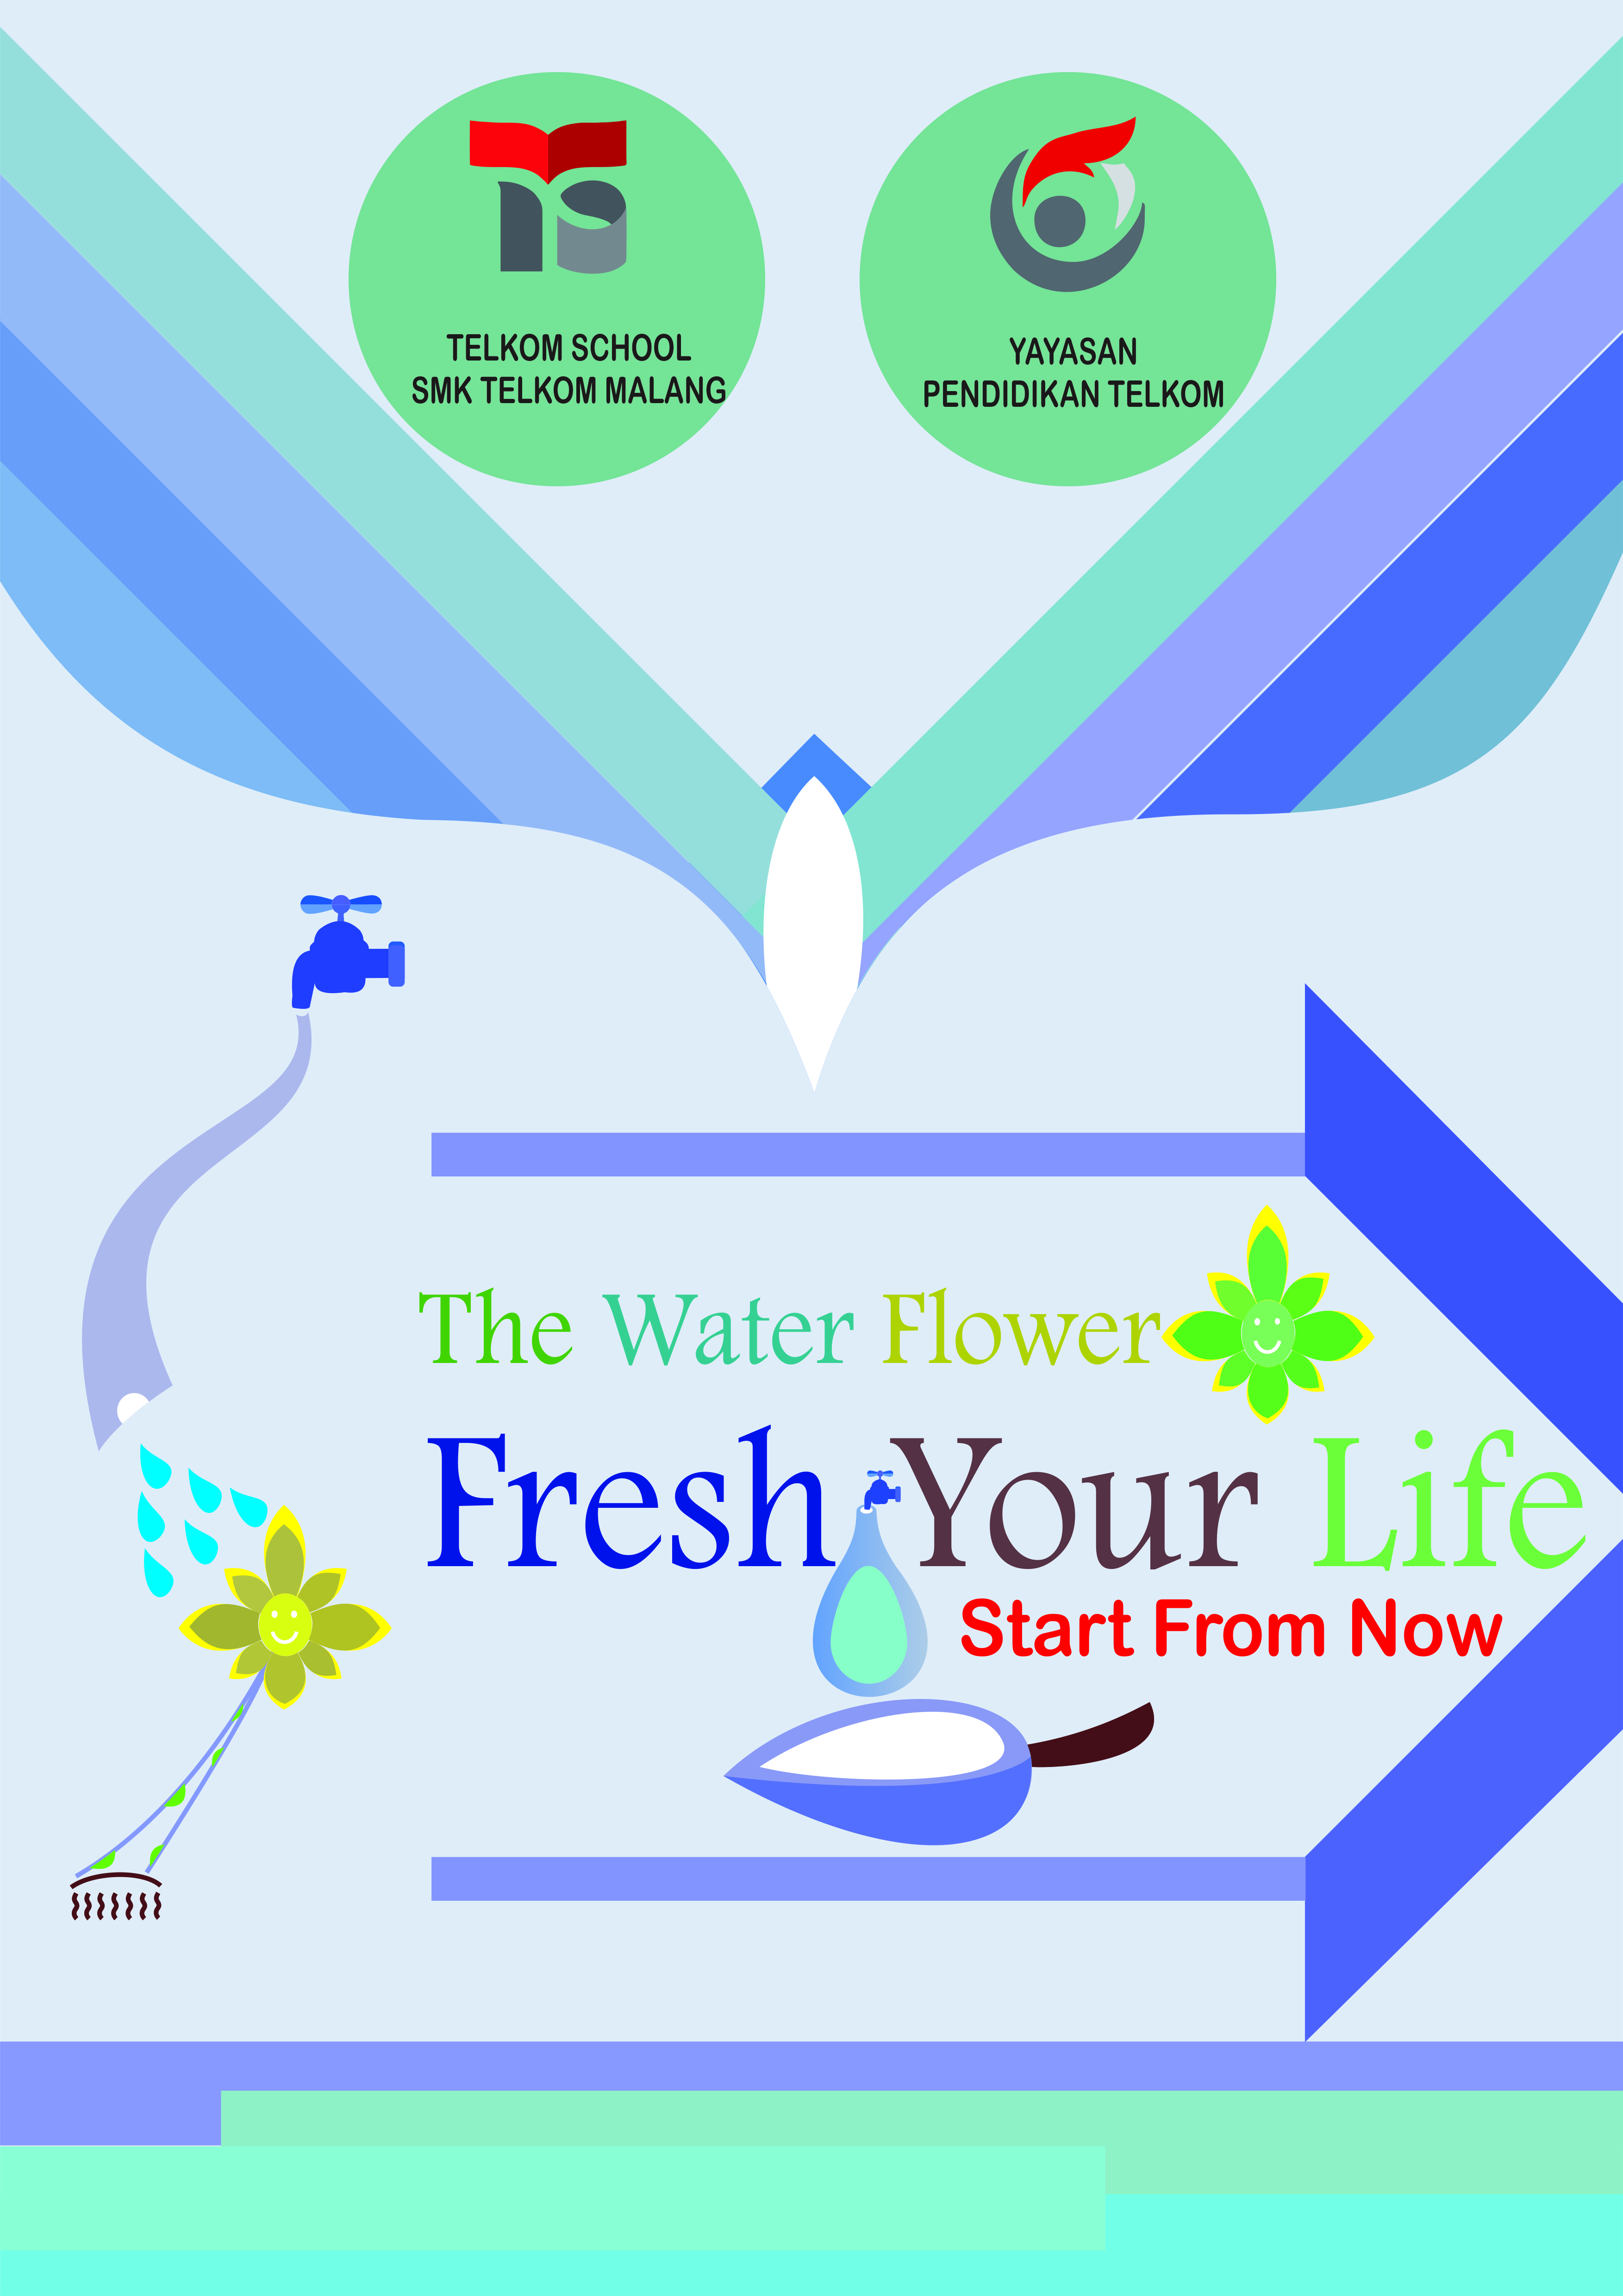 TELKOM SCHOOL
SMK TELKOM MALANG
YAYASAN
PENDIDIKAN TELKOM
The Water Flower
Fresh Your Life
Start From Now